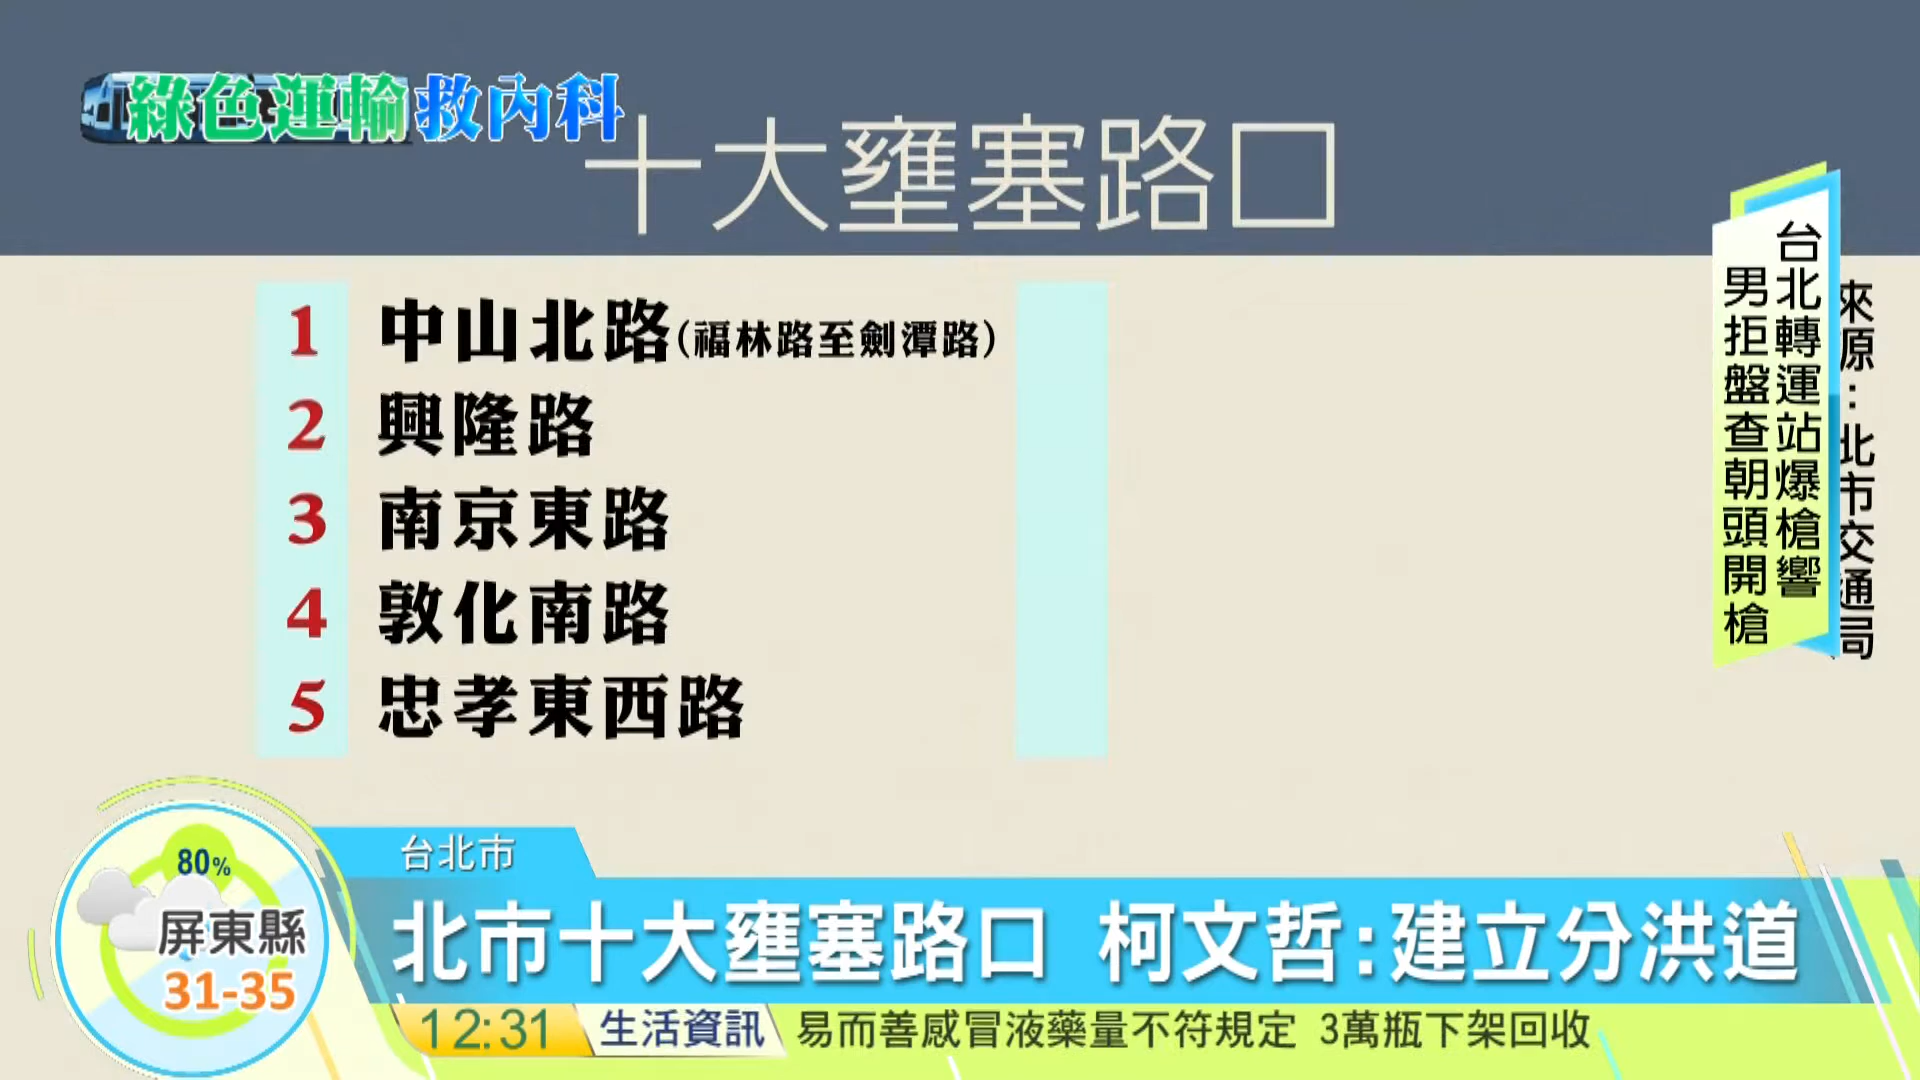 綠色運輸救內科
十大壅塞路口
1 中山北路(福林路至劍潭路)
2 興隆路
3 南京東路
4 敦化南路
5 忠孝東西路
台北轉運站爆槍響
男拒盤查朝頭開槍
來源:北市交通局
80%
屏東縣
31-35
台北市
北市十大壅塞路口 柯文哲:建立分洪道
12:31 生活資訊 易而善感冒液藥量不符規定 3萬瓶下架回收